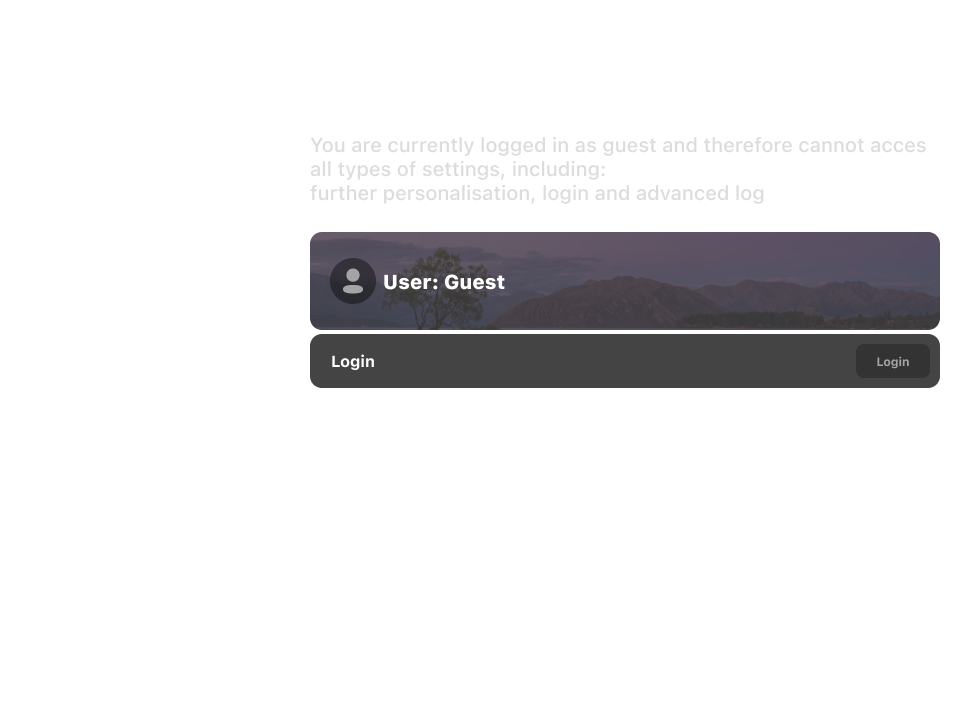 You are currently logged in as guest and therefore cannot acces
all types of settings, including:
further personalisation, login and advanced log
User: Guest
Login
Login